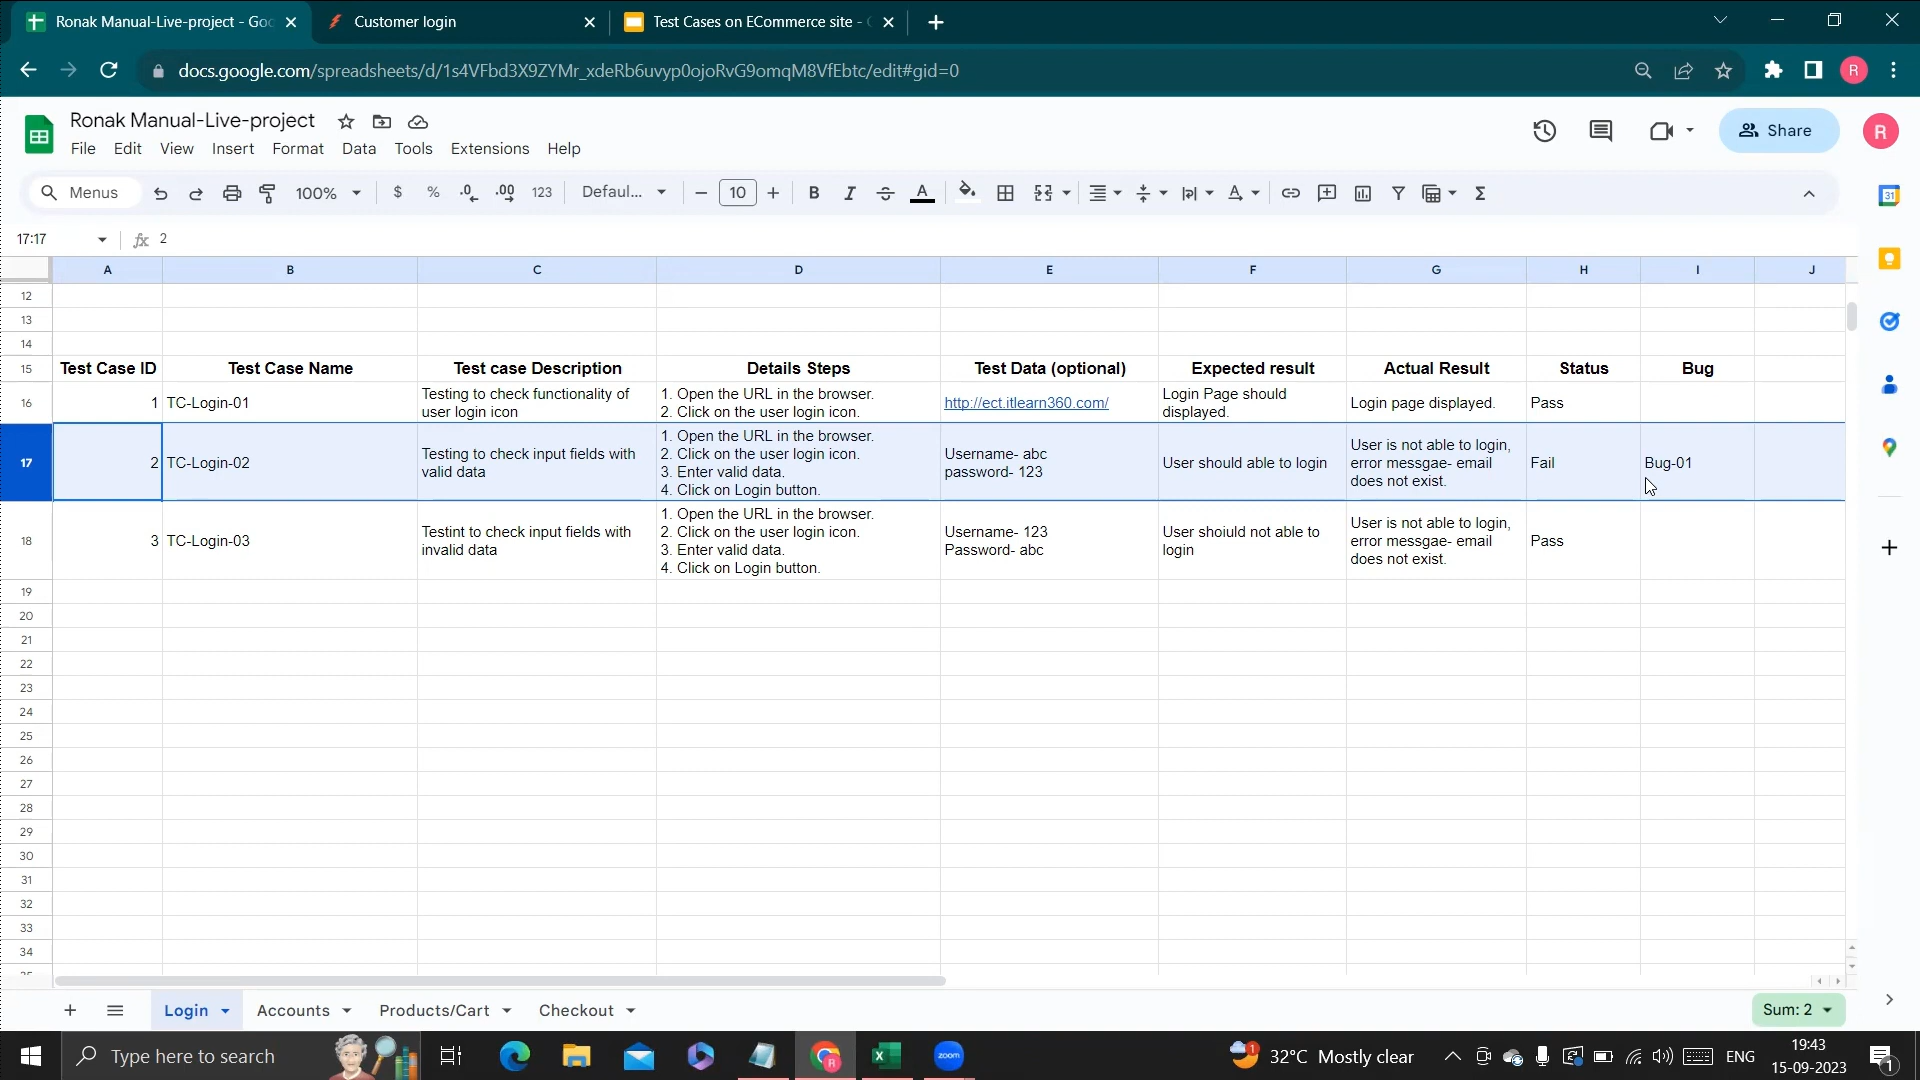 Ronak Manual-Live-project - Goo
Customer login
Test Cases on ECommerce site -
docs.google.com/spreadsheets/d/1s4VFbd3X9ZYMr_xdeRb6uvyp0ojoRvG9omqM8VfEbtc/edit#gid=0
R
Ronak Manual-Live-project
File Edit View Insert Format Data Tools Extensions Help
Share
R
Menus 100% $ % .0 .00 123 Defaul... 10 B I A
31
17:17 fx 2
A B C D E F G H I J
12
13
14
15 Test Case ID Test Case Name Test case Description Details Steps Test Data (optional) Expected result Actual Result Status Bug
16 1 TC-Login-01
Testing to check functionality of
user login icon
1. Open the URL in the browser.
2. Click on the user login icon.
http://ect.itlearn360.com/
Login Page should
displayed.
Login page displayed.
Pass
17 2 TC-Login-02
Testing to check input fields with
valid data
1. Open the URL in the browser.
2. Click on the user login icon.
3. Enter valid data.
4. Click on Login button.
Username- abc
password- 123
User should able to login
User is not able to login,
error messgae- email
does not exist.
Fail
Bug-01
18 3 TC-Login-03
Testint to check input fields with
invalid data
1. Open the URL in the browser.
2. Click on the user login icon.
3. Enter valid data.
4. Click on Login button.
Username- 123
Password- abc
User shoiuld not able to
login
User is not able to login,
error messgae- email
does not exist.
Pass
19
20
21
22
23
24
25
26
27
28
29
30
31
32
33
34
Login Accounts Products/Cart Checkout
Sum: 2
Type here to search
zoom
1
32°C Mostly clear
ENG
19:43
15-09-2023
1